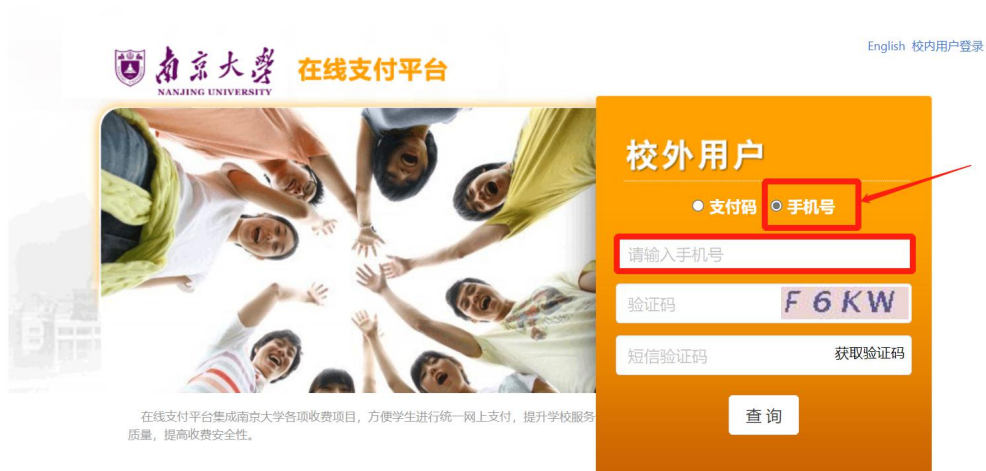 English 校内用户登录
南京大學
NANJING UNIVERSITY
在线支付平台
校外用户
支付码 手机号
请输入手机号
验证码 F6KW
短信验证码 获取验证码
查询
在线支付平台集成南京大学各项收费项目，方便学生进行统一网上支付，提升学校服务
质量，提高收费安全性。